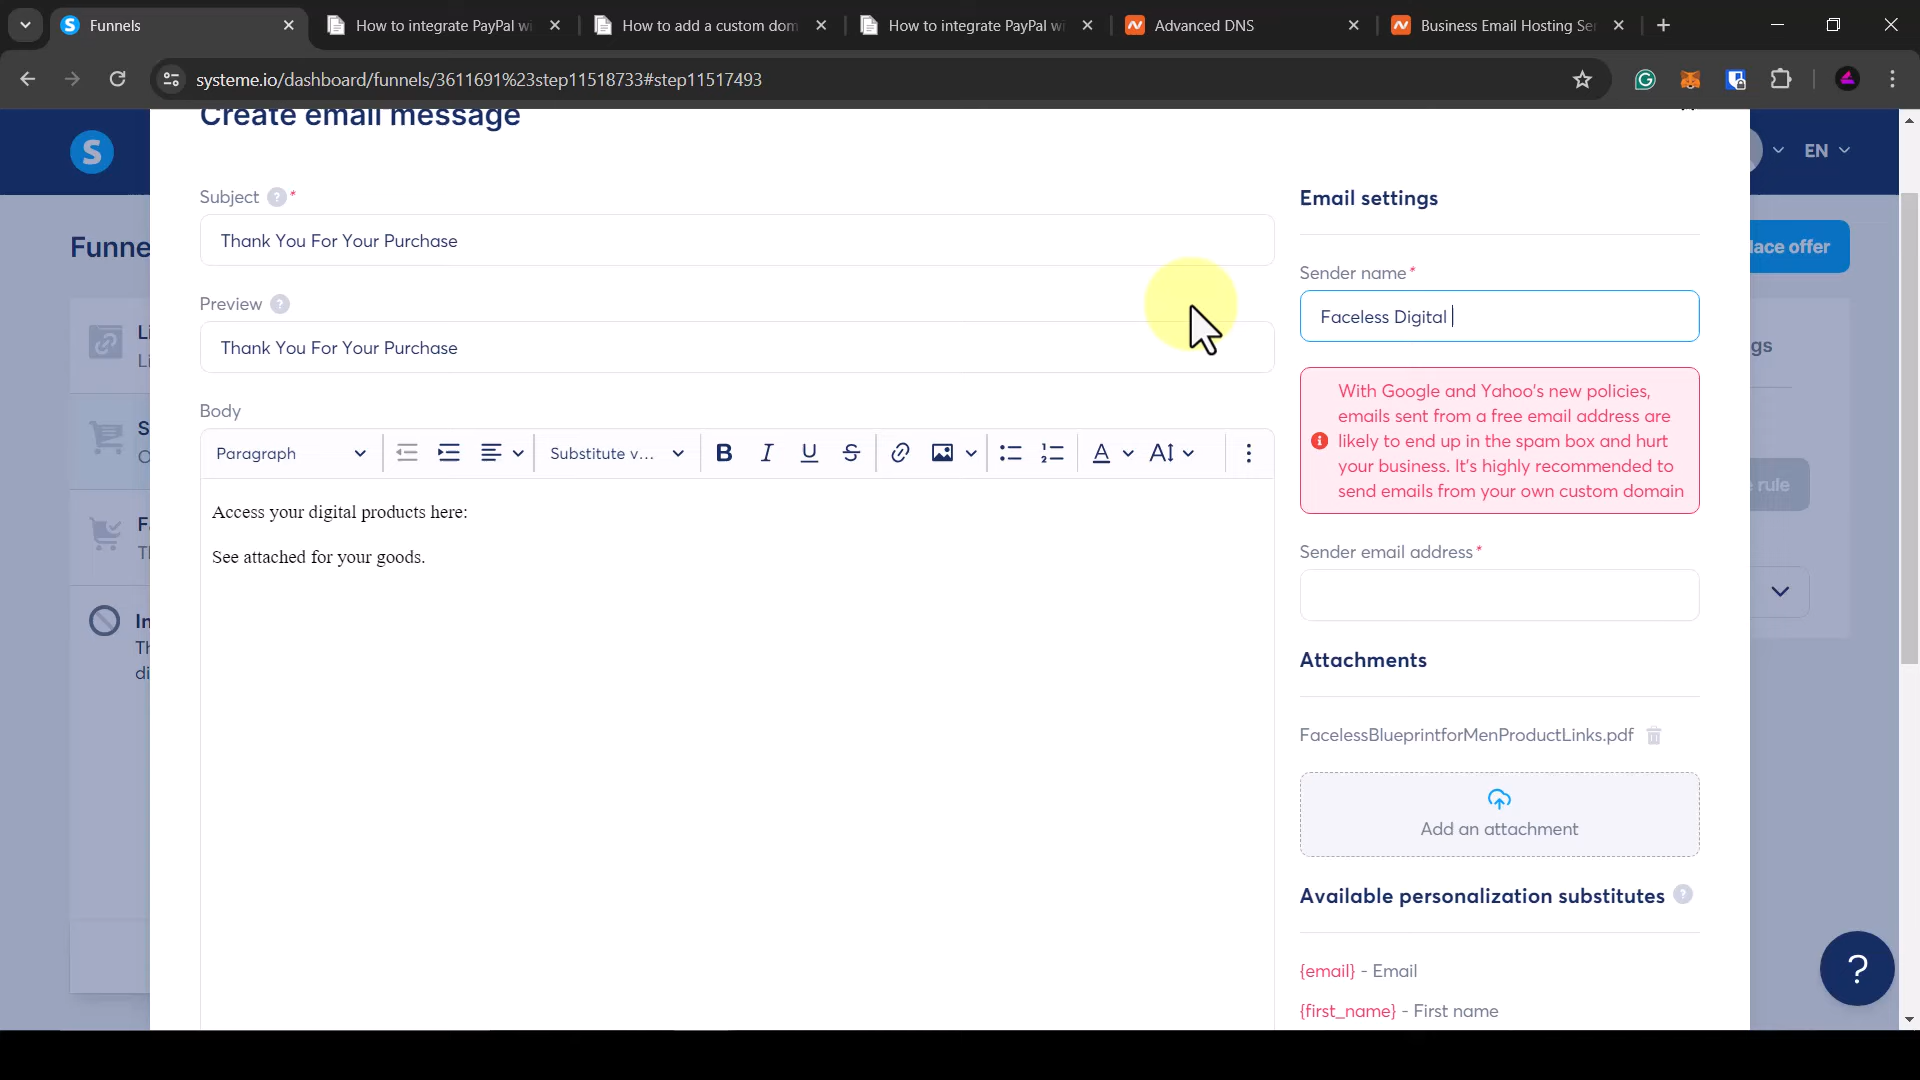 Funnels
How to integrate PayPal wi
How to add a custom dom
How to integrate PayPal wi
Advanced DNS
Business Email Hosting Ser
systeme.io/dashboard/funnels/3611691%23step11518733#step11517493
S
EN
Funne
lace offer
Create email message
Subject ? *
Thank You For Your Purchase
Preview ?
Thank You For Your Purchase
Body
Paragraph
Substitute v...
B I U S
A
Access your digital products here:
See attached for your goods.
Email settings
Sender name*
Faceless Digital
With Google and Yahoo's new policies,
emails sent from a free email address are
likely to end up in the spam box and hurt
your business. It's highly recommended to
send emails from your own custom domain
Sender email address*
Attachments
FacelessBlueprintforMenProductLinks.pdf
Add an attachment
Available personalization substitutes ?
{email} - Email
{first_name} - First name
Li
Li
S
O
F
Tl
In
Th
di
gs
rule
?